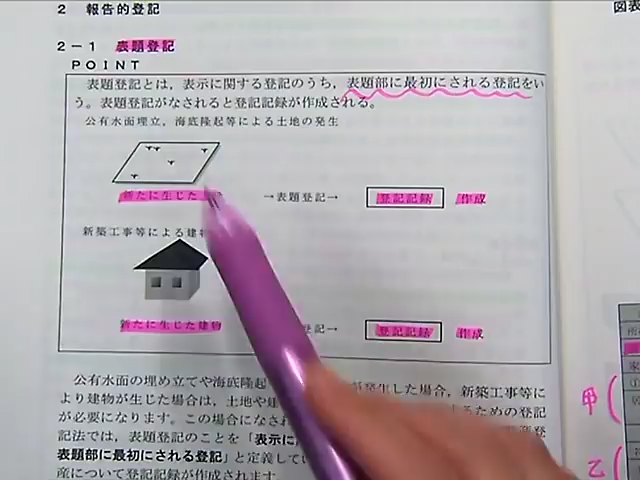 2 報告的登記
2－1 表題登記
POINT
表題登記とは，表示に関する登記のうち，表題部に最初にされる登記をい
う。表題登記がなされると登記記録が作成される。
公有水面埋立，海底隆起等による土地の発生
新たに生じた →表題登記→ 登記記録 作成
新築工事等による建物
新たに生じた建物 登記→ 登記記録 作成
公有水面の埋め立てや海底隆起 が発生した場合，新築工事等に
より建物が生じた場合は，土地や建 するための登記
が必要になります。この場合になされ 登
記法では，表題登記のことを「表示に
表題部に最初にされる登記」と定義してい
産について登記記録が作成されます
図表
甲
乙